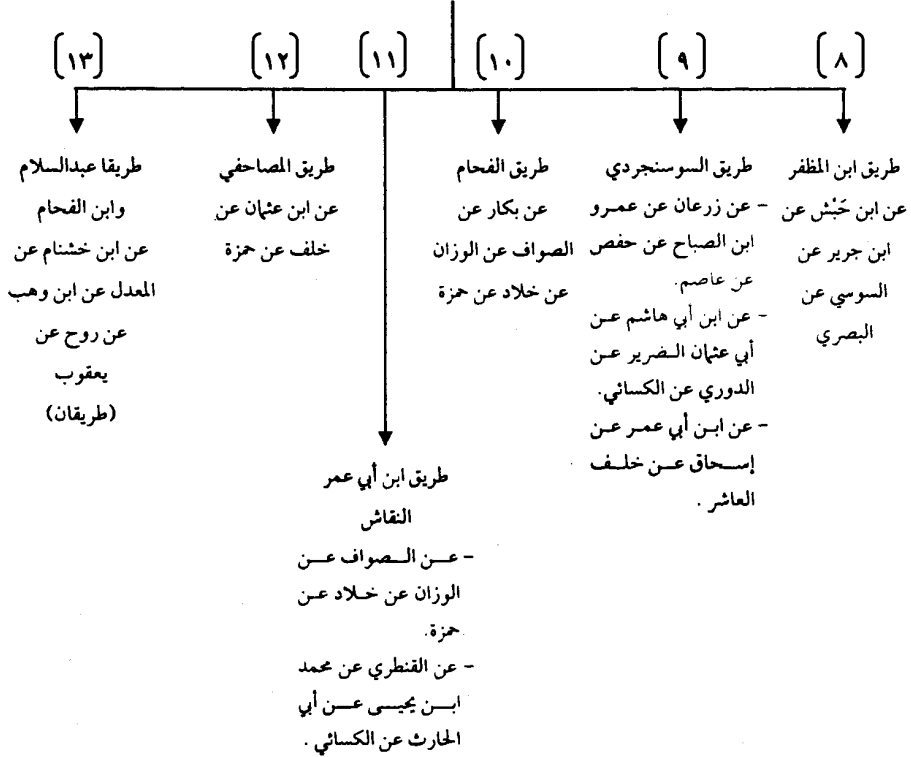 [٨]
طريق ابن المظفر
عن ابن حَبْش عن
ابن جرير عن
السوسي عن
البصري
[٩]
طريق السوسنجردي
- عن زرعان عن عمرو
ابن الصباح عن حفص
عن عاصم.
- عن ابن أبي هاشم عن
أبي عثمان الضرير عن
الدوري عن الكسائي.
- عن ابن أبي عمر عن
إسحاق عن خلف
العاشر .
[١٠]
طريق الفحام
عن بكار عن
الصواف عن الوزان
عن خلاد عن حمزة
[١١]
طريق ابن أبي عمر
النقاش
- عن الصواف عن
الوزان عن خلاد عن
حمزة.
- عن القنطري عن محمد
ابن يحيى عن أبي
الحارث عن الكسائي .
[١٢]
طريق المصاحفي
عن ابن عثمان عن
خلف عن حمزة
[١٣]
طريقا عبدالسلام
وابن الفحام
عن ابن خشنام عن
المعدل عن ابن وهب
عن روح عن
يعقوب
(طريقان)